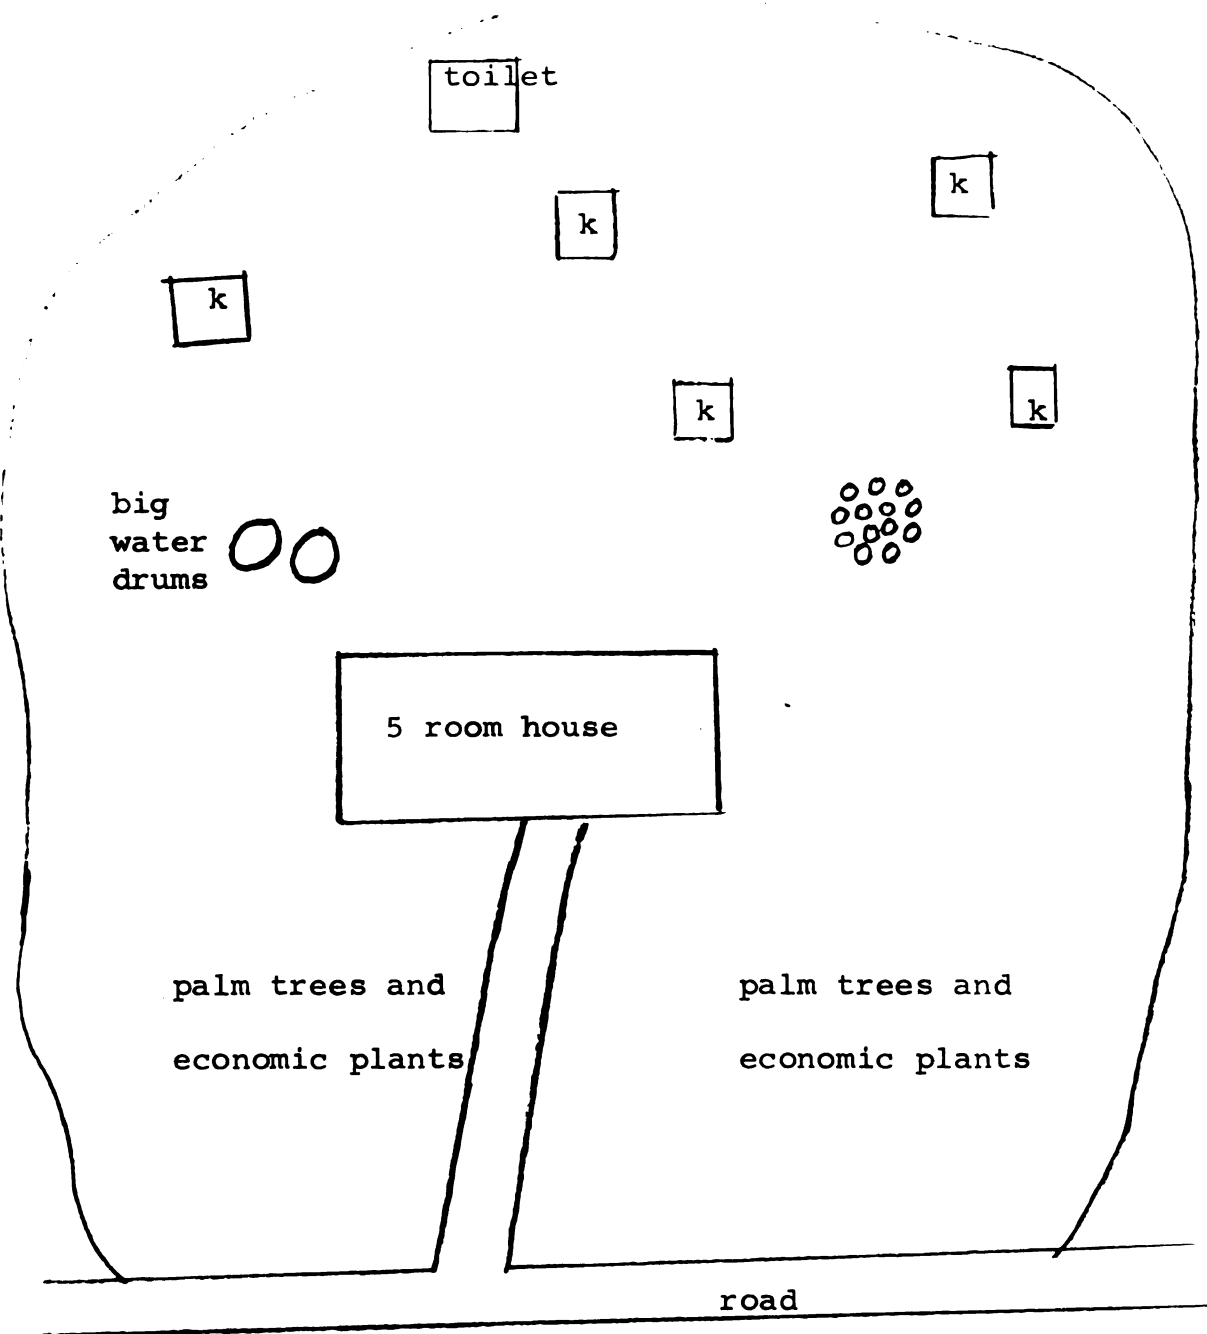 toilet
k
k
k
k
k
big
water
drums
5 room house
palm trees and
economic plants
palm trees and
economic plants
road